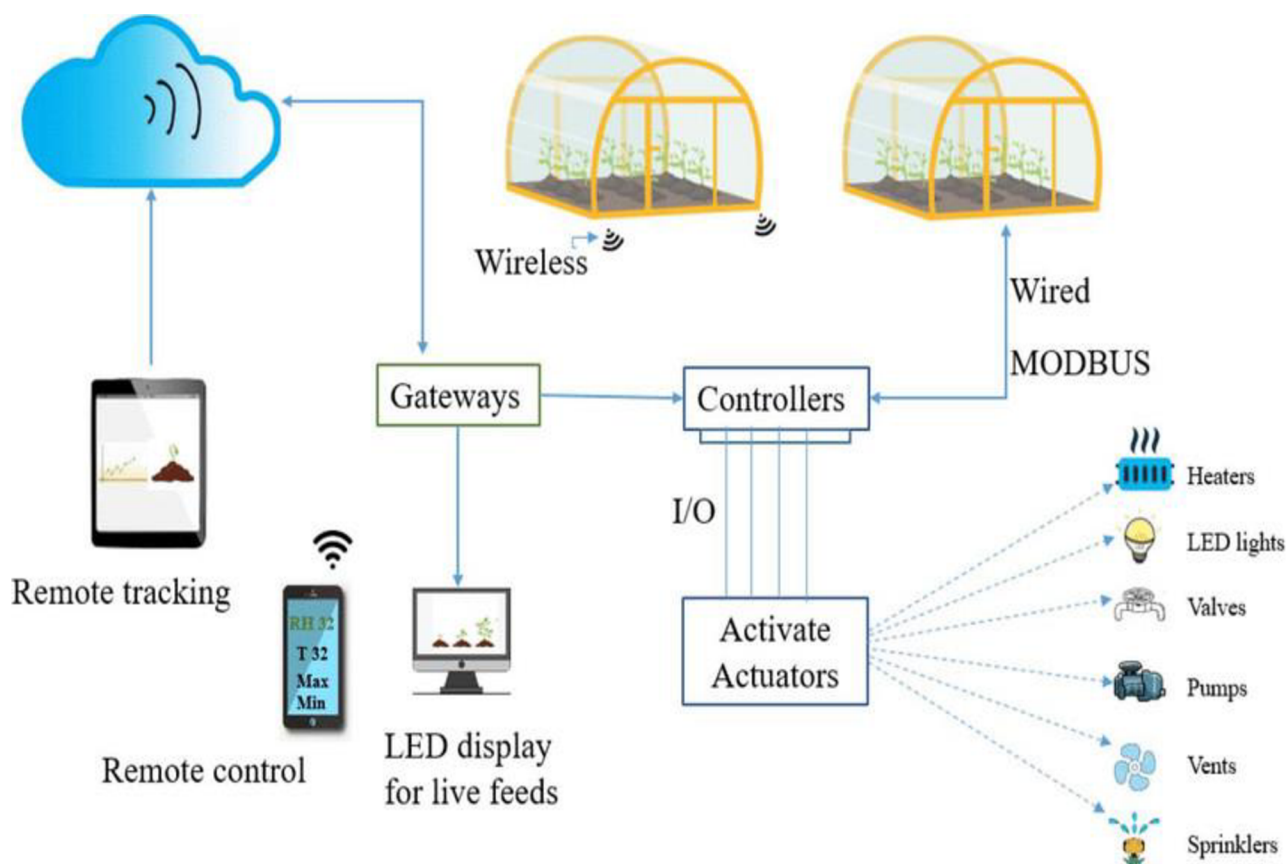 Wireless
Wired
MODBUS
Gateways
Controllers
I/O
Heaters
LED lights
Valves
Pumps
Vents
Sprinklers
Activate
Actuators
Remote tracking
RH 32
T 32
Max
Min
Remote control
LED display
for live feeds